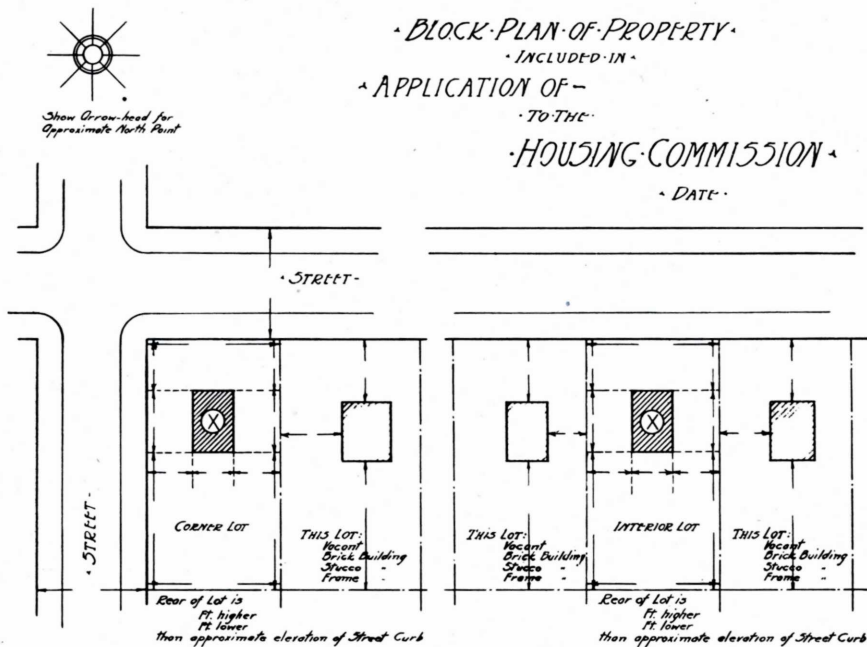 · BLOCK · PLAN · OF · PROPERTY ·
· INCLUDED · IN ·
· APPLICATION OF -
· TO · THE ·
· HOUSING · COMMISSION ·
· DATE ·
Show Arrow-head for
Approximate North Point
· STREET -
· STREET -
X
X
CORNER LOT
THIS LOT:
Vacant
Brick Building
Stucco "
Frame "
THIS LOT:
Vacant
Brick Building
Stucco "
Frame "
INTERIOR LOT
THIS LOT:
Vacant
Brick Building
Stucco "
Frame "
Rear of Lot is
Ft. higher
Ft. lower
than approximate elevation of Street Curb
Rear of Lot is
Ft. higher
Ft. lower
than approximate elevation of Street Curb